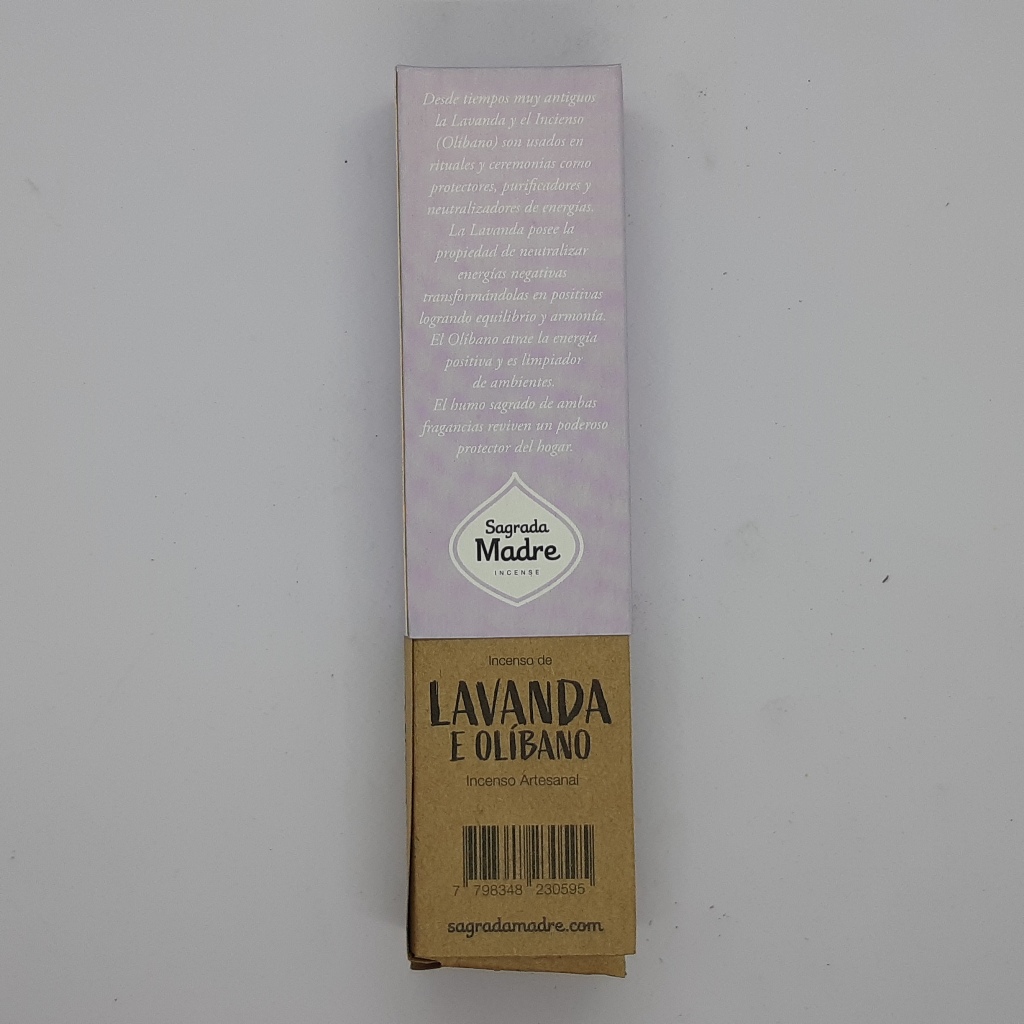 Desde tiempos muy antiguos
la Lavanda y el Incienso
(Olíbano) son usados en
rituales y ceremonias como
protectores, purificadores y
neutralizadores de energías.
La Lavanda posee la
propiedad de neutralizar
energías negativas
transformándolas en positivas
logrando equilibrio y armonía.
El Olíbano atrae la energía
positiva y es limpiador
de ambientes.
El humo sagrado de ambas
fragancias reviven un poderoso
protector del hogar.
Sagrada
Madre
INCENSE
Incenso de
LAVANDA
E OLÍBANO
Incenso Artesanal
7 798348 230595
sagradamadre.com